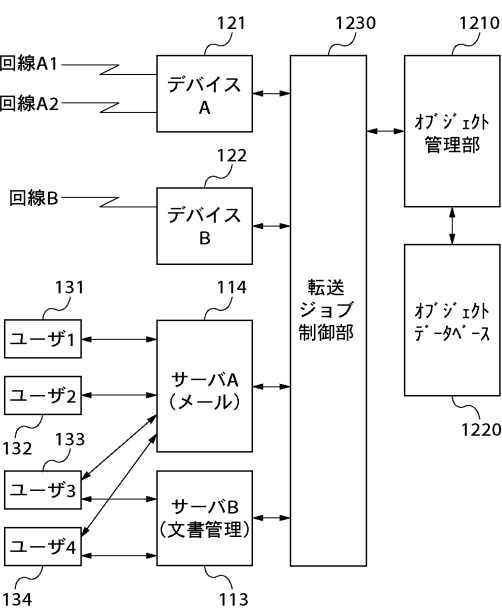 121
1230
1210
回線A1
回線A2
デバイス
A
オブジェクト
管理部
122
回線B
デバイス
B
転送
ジョブ
制御部
オブジェクト
データベース
131
114
ユーザ1
サーバA
(メール)
ユーザ2
132
133
1220
ユーザ3
サーバB
(文書管理)
ユーザ4
134
113